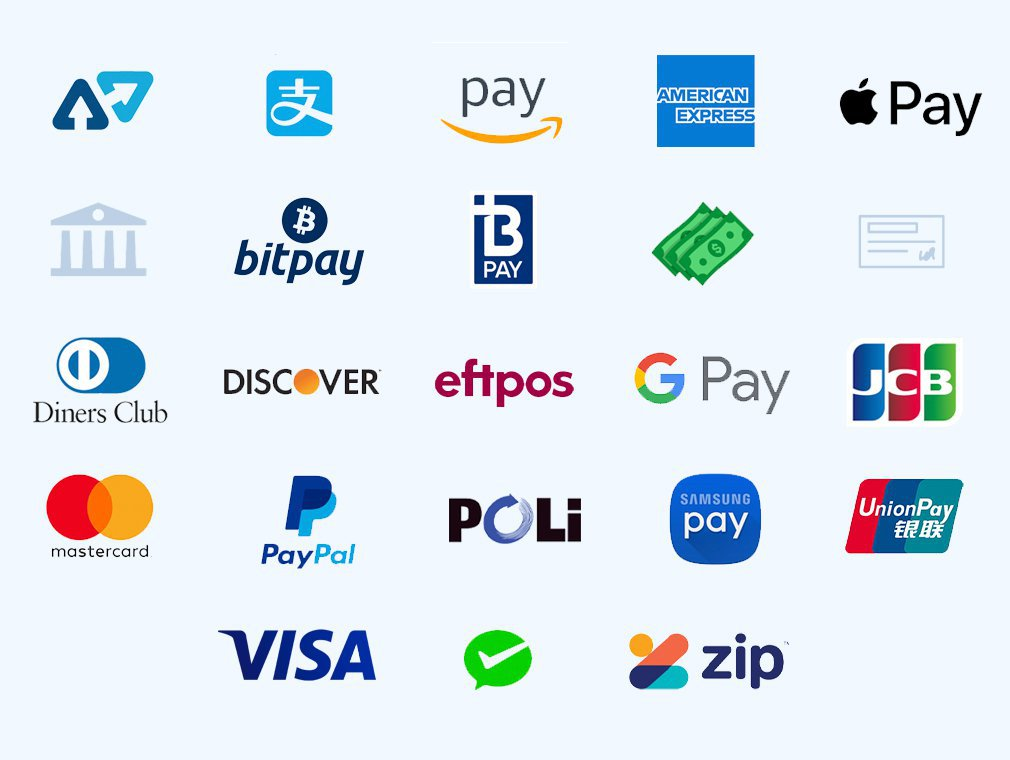 支
pay
AMERICAN
EXPRESS
Pay
bitpay
B
PAY
$
Diners Club
DISCOVER
eftpos
G Pay
JCB
mastercard
PayPal
POLi
SAMSUNG
pay
UnionPay
银联
VISA
zip